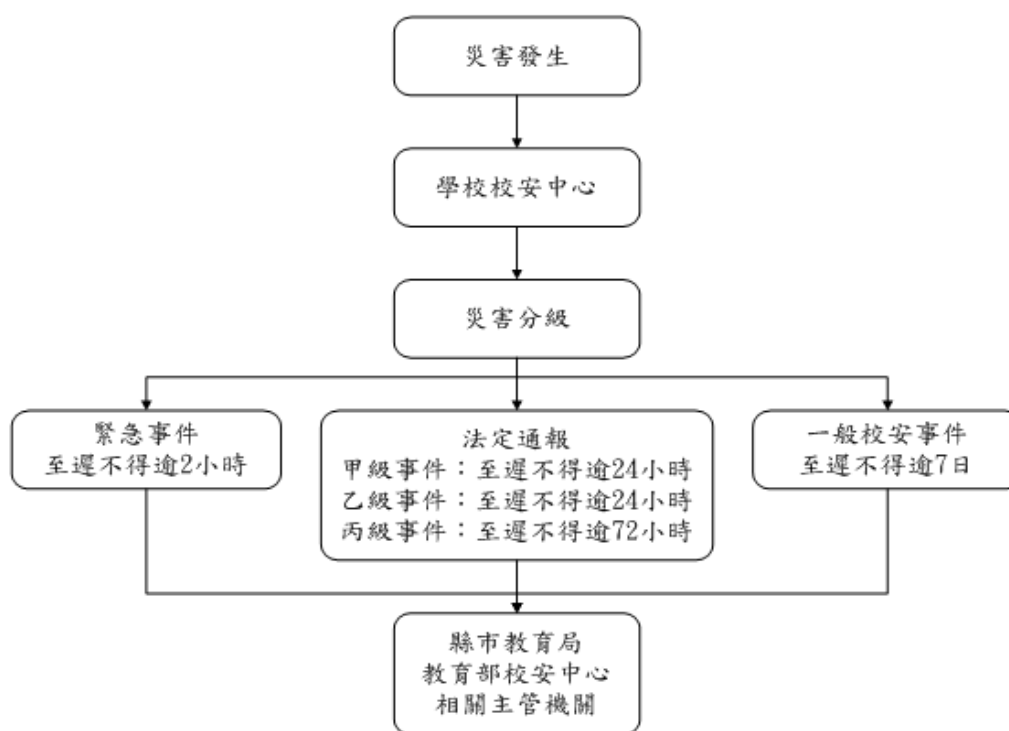 災害發生
學校校安中心
災害分級
緊急事件
至遲不得逾2小時
法定通報
甲級事件：至遲不得逾24小時
乙級事件：至遲不得逾24小時
丙級事件：至遲不得逾72小時
一般校安事件
至遲不得逾7日
縣市教育局
教育部校安中心
相關主管機關